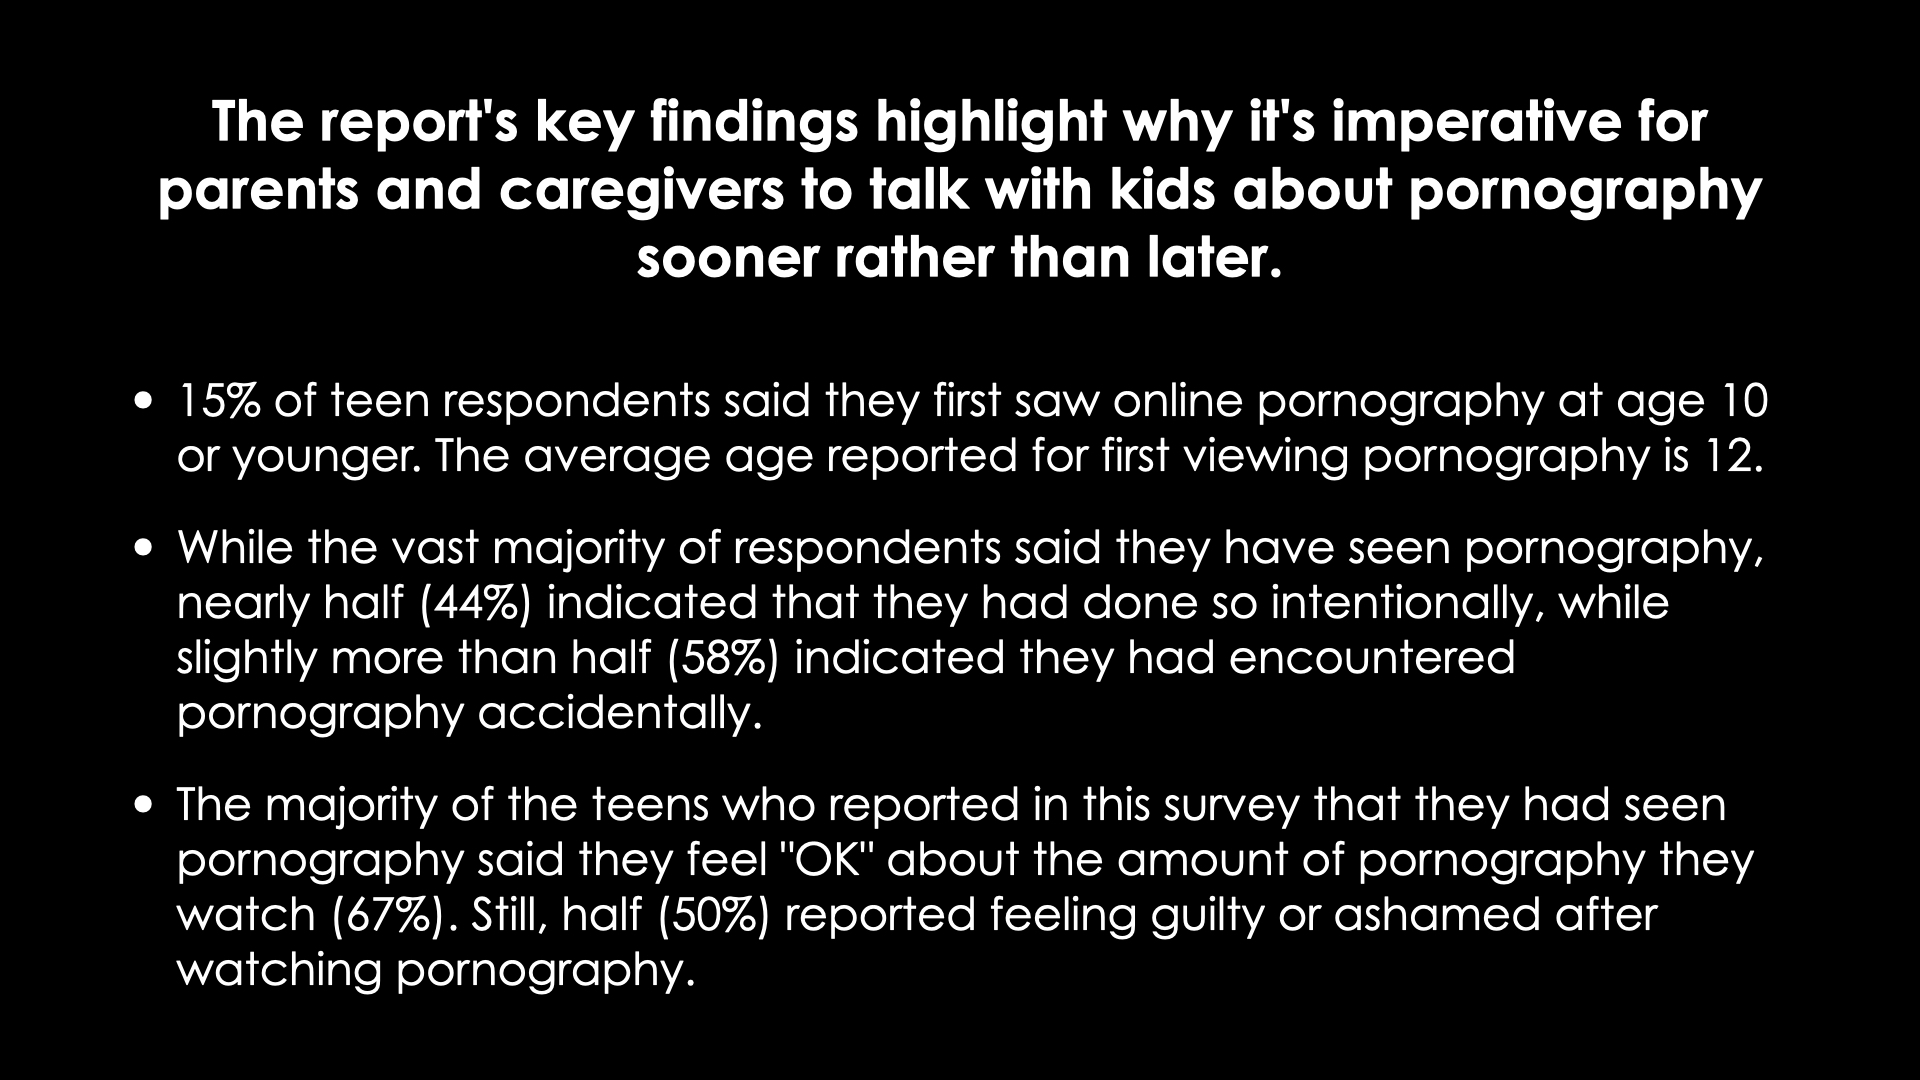 The report's key findings highlight why it's imperative for
parents and caregivers to talk with kids about pornography
sooner rather than later.
• 15% of teen respondents said they first saw online pornography at age 10
or younger. The average age reported for first viewing pornography is 12.
• While the vast majority of respondents said they have seen pornography,
nearly half (44%) indicated that they had done so intentionally, while
slightly more than half (58%) indicated they had encountered
pornography accidentally.
• The majority of the teens who reported in this survey that they had seen
pornography said they feel "OK" about the amount of pornography they
watch (67%). Still, half (50%) reported feeling guilty or ashamed after
watching pornography.